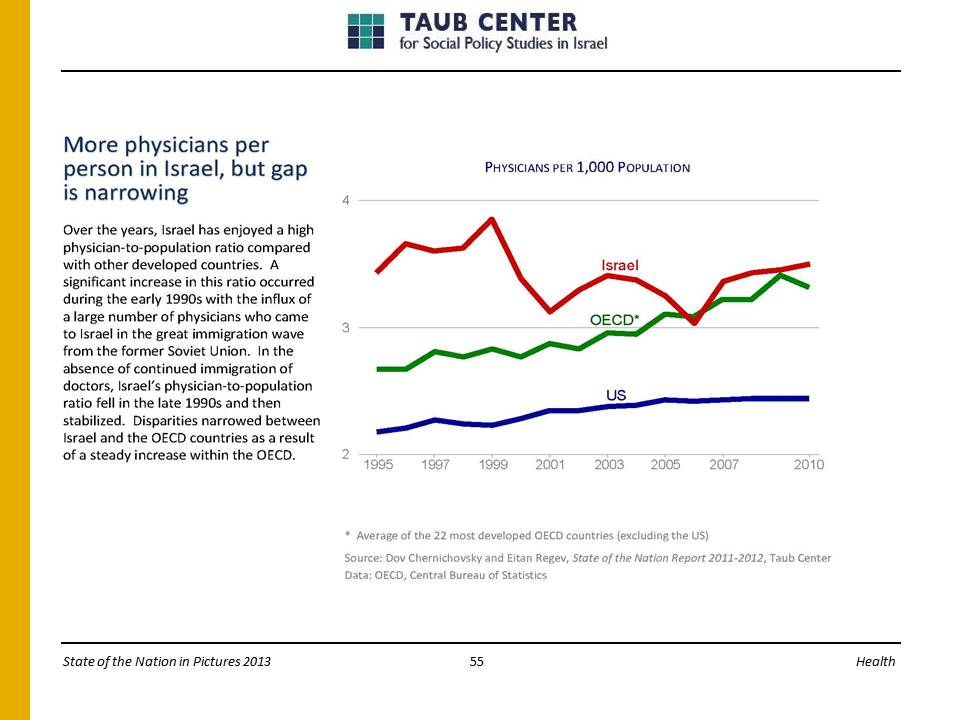 TAUB CENTER
for Social Policy Studies in Israel
More physicians per
person in Israel, but gap
is narrowing
Over the years, Israel has enjoyed a high
physician-to-population ratio compared
with other developed countries.  A
significant increase in this ratio occurred
during the early 1990s with the influx of
a large number of physicians who came
to Israel in the great immigration wave
from the former Soviet Union.  In the
absence of continued immigration of
doctors, Israel's physician-to-population
ratio fell in the late 1990s and then
stabilized.  Disparities narrowed between
Israel and the OECD countries as a result
of a steady increase within the OECD.
PHYSICIANS PER 1,000 POPULATION
4
Israel
OECD*
3
US
2
1995 1997 1999 2001 2003 2005 2007 2010
* Average of the 22 most developed OECD countries (excluding the US)
Source: Dov Chernichovsky and Eitan Regev, State of the Nation Report 2011-2012, Taub Center
Data: OECD, Central Bureau of Statistics
State of the Nation in Pictures 2013 55 Health